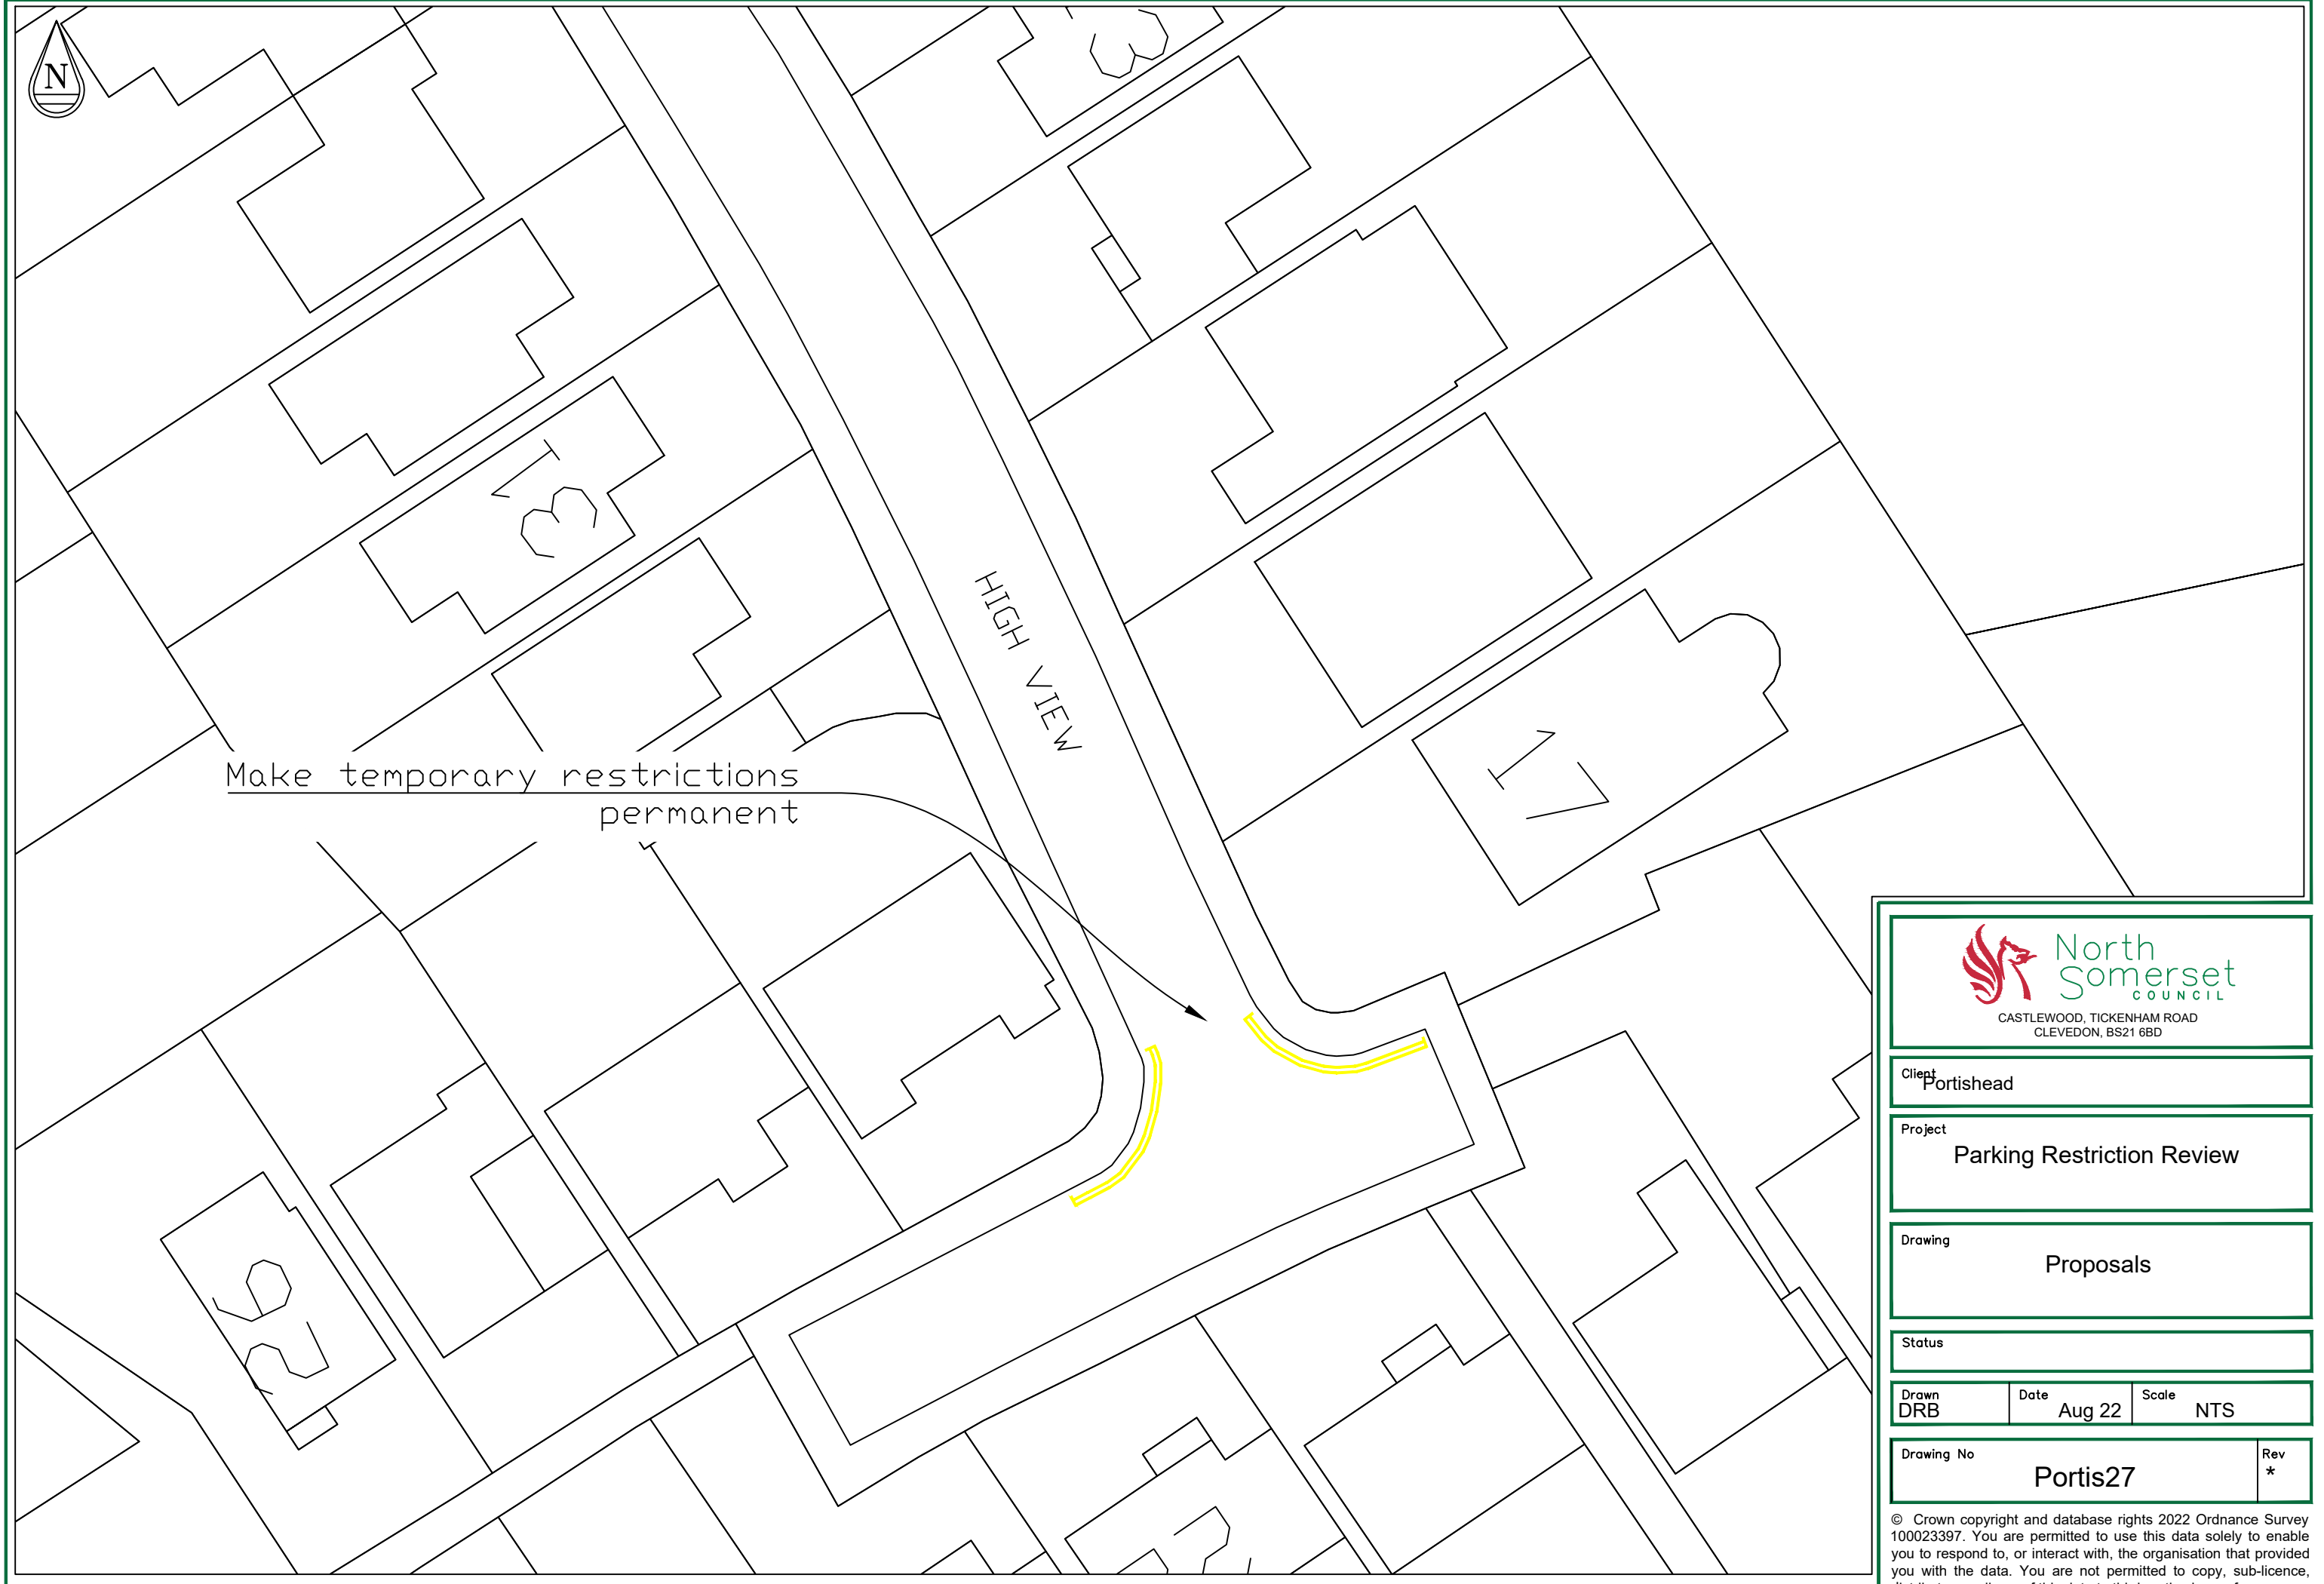 N
3
31
HIGH VIEW
17
Make temporary restrictions
permanent
29
North
Somerset
COUNCIL
CASTLEWOOD, TICKENHAM ROAD
CLEVEDON, BS21 6BD
Client
Portishead
Project
Parking Restriction Review
Drawing
Proposals
Status
Drawn
DRB
Date
Aug 22
Scale
NTS
Drawing No
Portis27
Rev
*
© Crown copyright and database rights 2022 Ordnance Survey
100023397. You are permitted to use this data solely to enable
you to respond to, or interact with, the organisation that provided
you with the data. You are not permitted to copy, sub-licence,